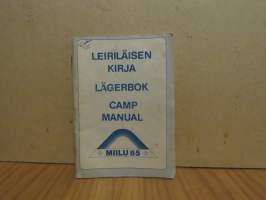 LEIRILÄISEN
KIRJA
LÄGERBOK
CAMP
MANUAL
MIILU 85